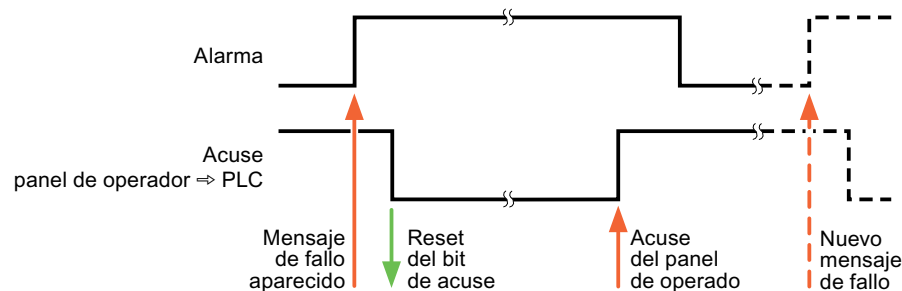 Alarma
Acuse
panel de operador ⇨ PLC
Mensaje
de fallo
aparecido
Reset
del bit
de acuse
Acuse
del panel
de operado
Nuevo
mensaje
de fallo